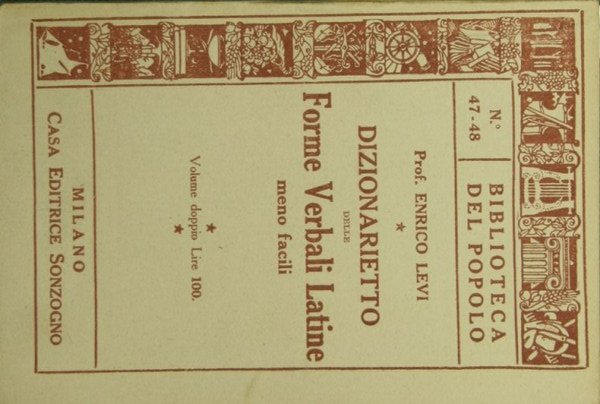 N.º
47-48
BIBLIOTECA
DEL POPOLO
Prof. ENRICO LEVI
DIZIONARIETTO
DELLE
Forme Verbali Latine
meno facili
Volume doppio Lire 100.
MILANO
CASA EDITRICE SONZOGNO